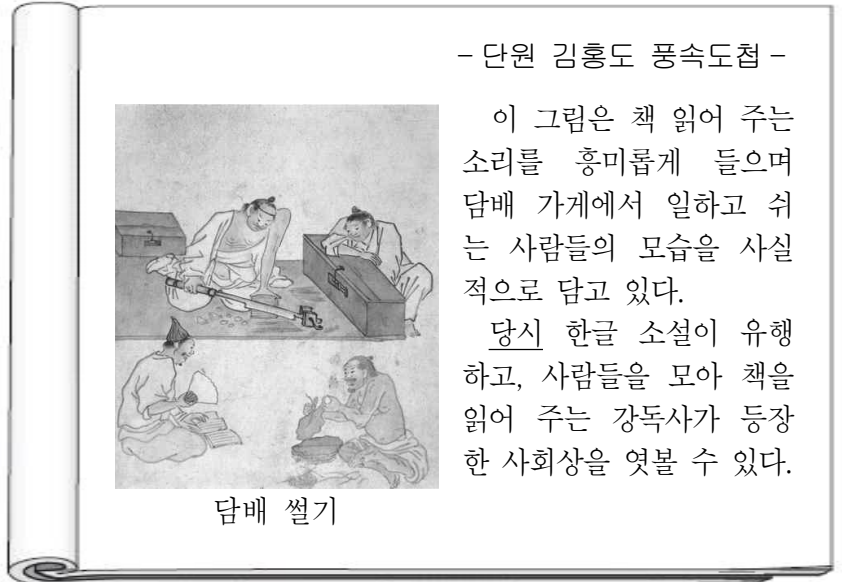 – 단원 김홍도 풍속도첩 –
이 그림은 책 읽어 주는
소리를 흥미롭게 들으며
담배 가게에서 일하고 쉬
는 사람들의 모습을 사실
적으로 담고 있다.
당시 한글 소설이 유행
하고, 사람들을 모아 책을
읽어 주는 강독사가 등장
한 사회상을 엿볼 수 있다.
담배 썰기